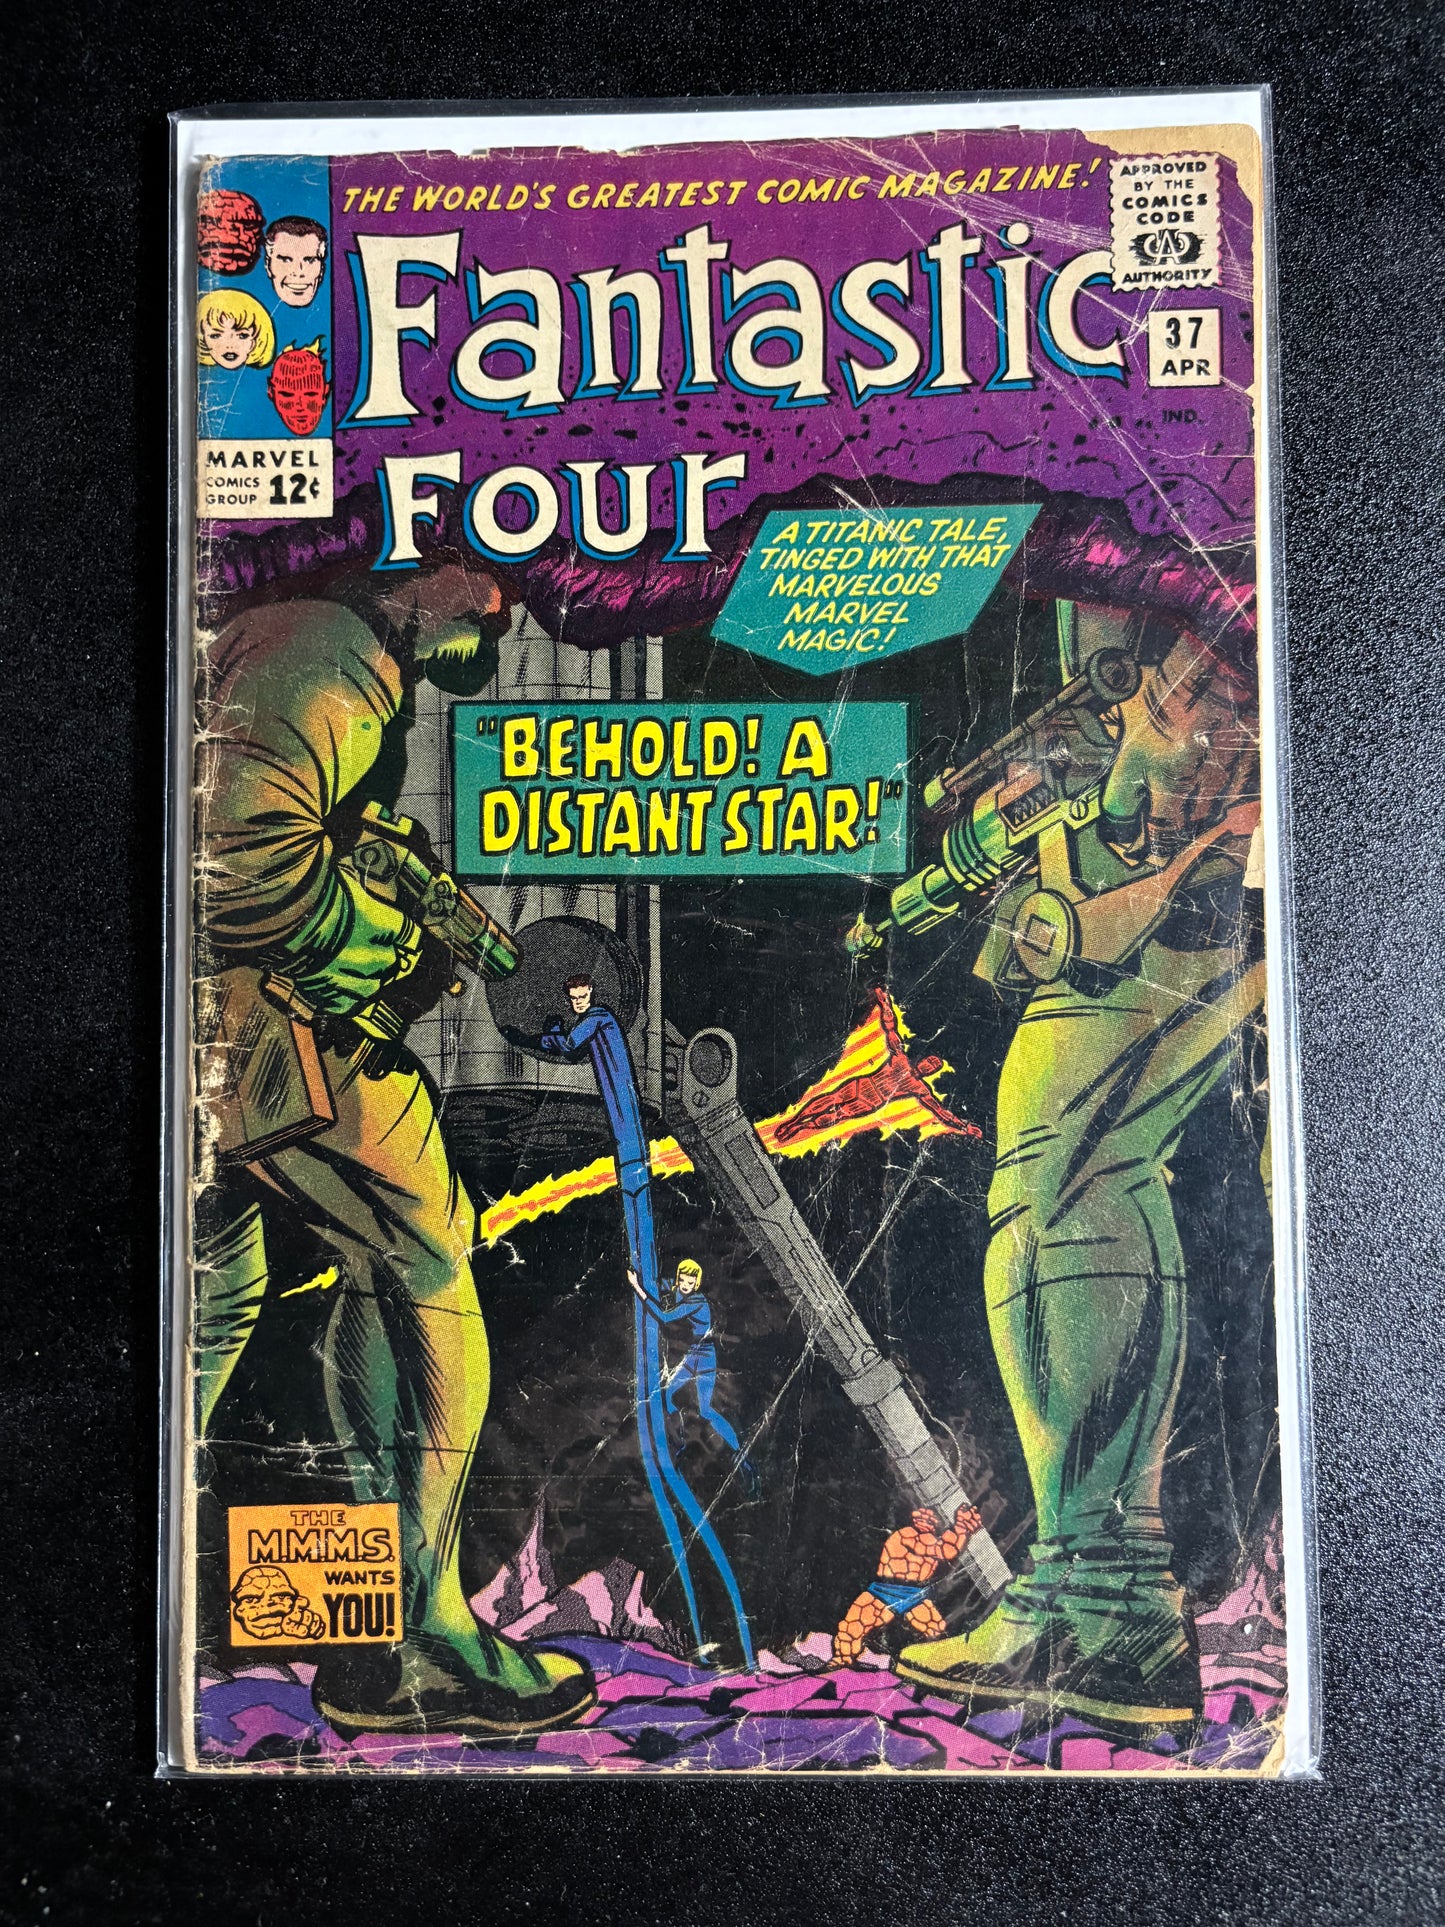 THE WORLD'S GREATEST COMIC MAGAZINE!
APPROVED
BY THE
COMICS
CODE
CA
AUTHORITY
Fantastic
Four
37
APR
IND.
MARVEL
COMICS
GROUP 12¢
A TITANIC TALE,
TINGED WITH THAT
MARVELOUS
MARVEL
MAGIC!
"BEHOLD! A
DISTANT STAR!"
THE
M.M.M.S.
WANTS
YOU!